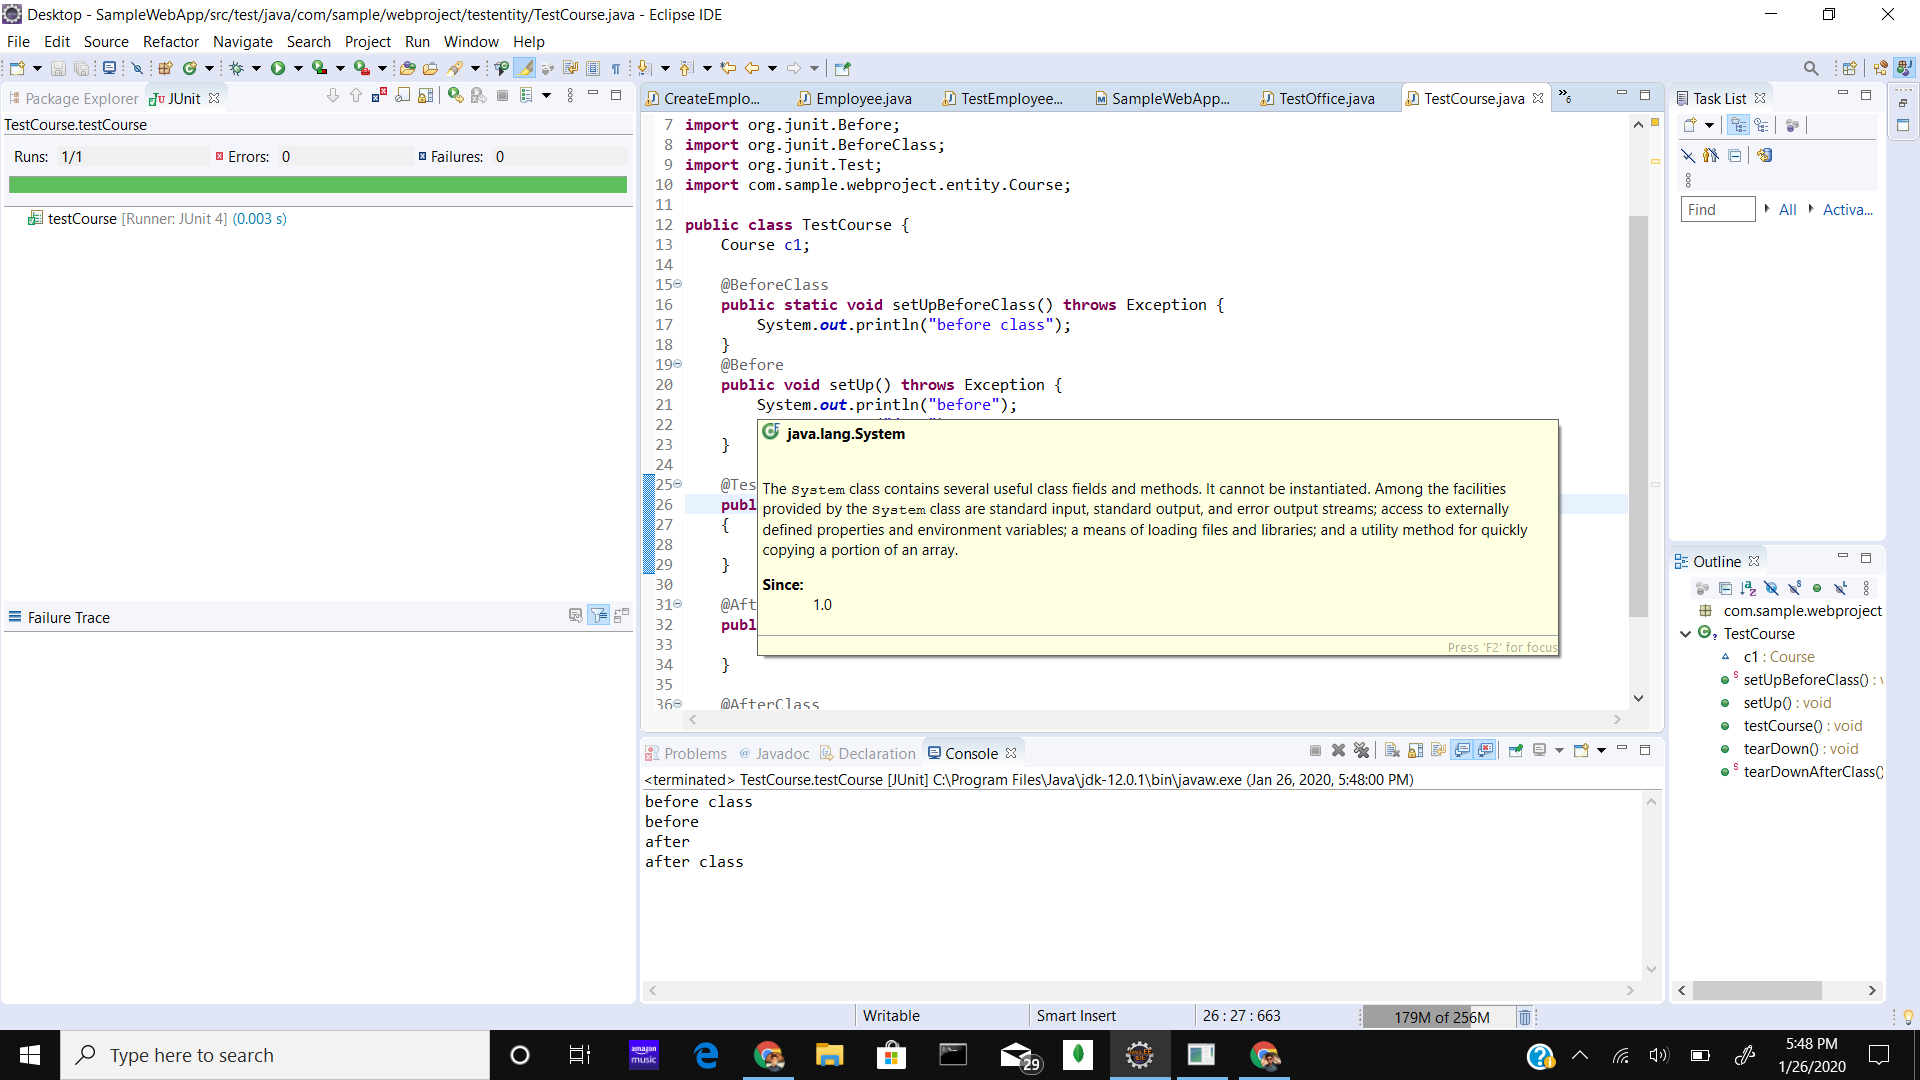 Desktop - SampleWebApp/src/test/java/com/sample/webproject/testentity/TestCourse.java - Eclipse IDE
File Edit Source Refactor Navigate Search Project Run Window Help
Package Explorer JUnit
TestCourse.testCourse
Runs: 1/1 Errors: 0 Failures: 0
testCourse [Runner: JUnit 4] (0.003 s)
Failure Trace
CreateEmplo... Employee.java TestEmployee... SampleWebApp... TestOffice.java TestCourse.java »6
7 import org.junit.Before;
8 import org.junit.BeforeClass;
9 import org.junit.Test;
10 import com.sample.webproject.entity.Course;
11
12 public class TestCourse {
13 Course c1;
14
15 @BeforeClass
16 public static void setUpBeforeClass() throws Exception {
17 System.out.println("before class");
18 }
19 @Before
20 public void setUp() throws Exception {
21 System.out.println("before");
22
23 }
24
25 @Tes
26 publ
27 {
28
29 }
30
31 @Aft
32 publ
33
34 }
35
36 @AfterClass
java.lang.System
The System class contains several useful class fields and methods. It cannot be instantiated. Among the facilities
provided by the System class are standard input, standard output, and error output streams; access to externally
defined properties and environment variables; a means of loading files and libraries; and a utility method for quickly
copying a portion of an array.
Since:
1.0
Press 'F2' for focus
Problems Javadoc Declaration Console
<terminated> TestCourse.testCourse [JUnit] C:\Program Files\Java\jdk-12.0.1\bin\javaw.exe (Jan 26, 2020, 5:48:00 PM)
before class
before
after
after class
Task List
Find All Activa...
Outline
com.sample.webproject
TestCourse
c1 : Course
setUpBeforeClass() :
setUp() : void
testCourse() : void
tearDown() : void
tearDownAfterClass()
Writable Smart Insert 26 : 27 : 663 179M of 256M
Type here to search
amazon music
29
JAVA EE IDE
5:48 PM
1/26/2020